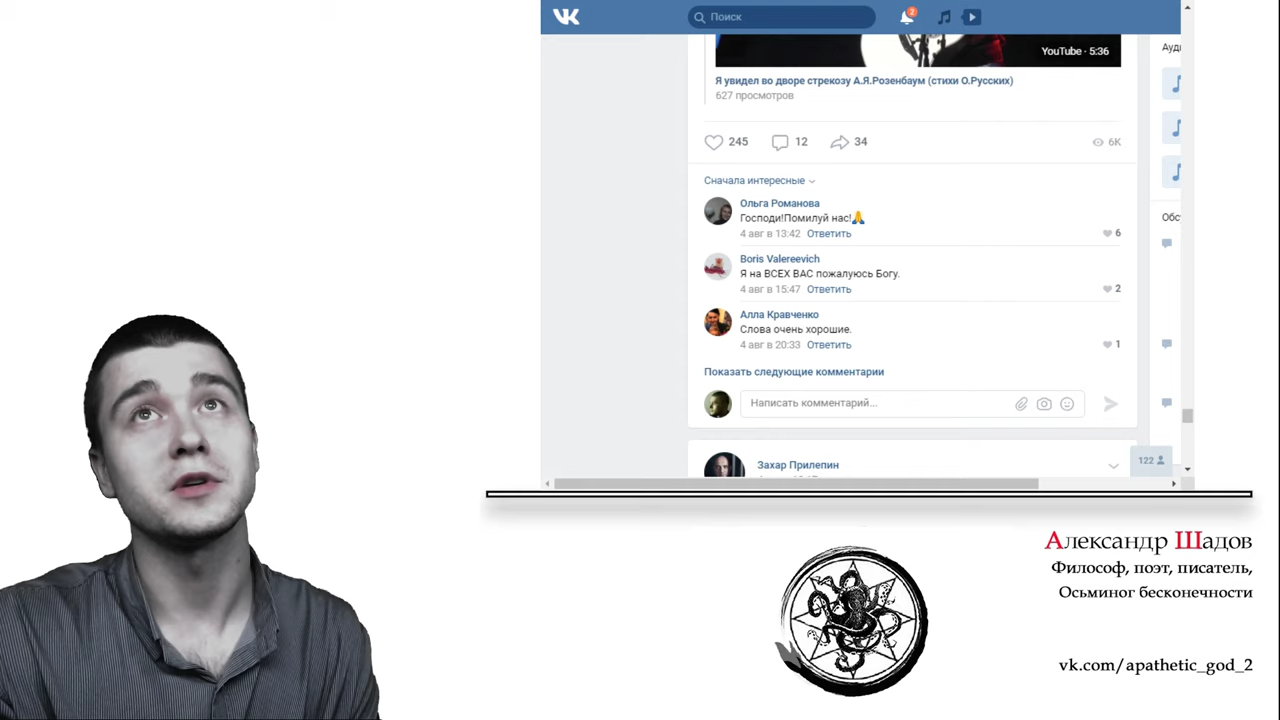 Поиск
2
YouTube · 5:36
Ауди
Я увидел во дворе стрекозу А.Я.Розенбаум (стихи О.Русских)
627 просмотров
245
12
34
6K
Сначала интересные
Ольга Романова
Господи!Помилуй нас!🙏
4 авг в 13:42 Ответить
6
Обс
Boris Valereevich
Я на ВСЕХ ВАС пожалуюсь Богу.
4 авг в 15:47 Ответить
2
Алла Кравченко
Слова очень хорошие.
4 авг в 20:33 Ответить
1
Показать следующие комментарии
Написать комментарий...
Захар Прилепин
122
Александр Шадов
Философ, поэт, писатель,
Осьминог бесконечности
vk.com/apathetic_god_2